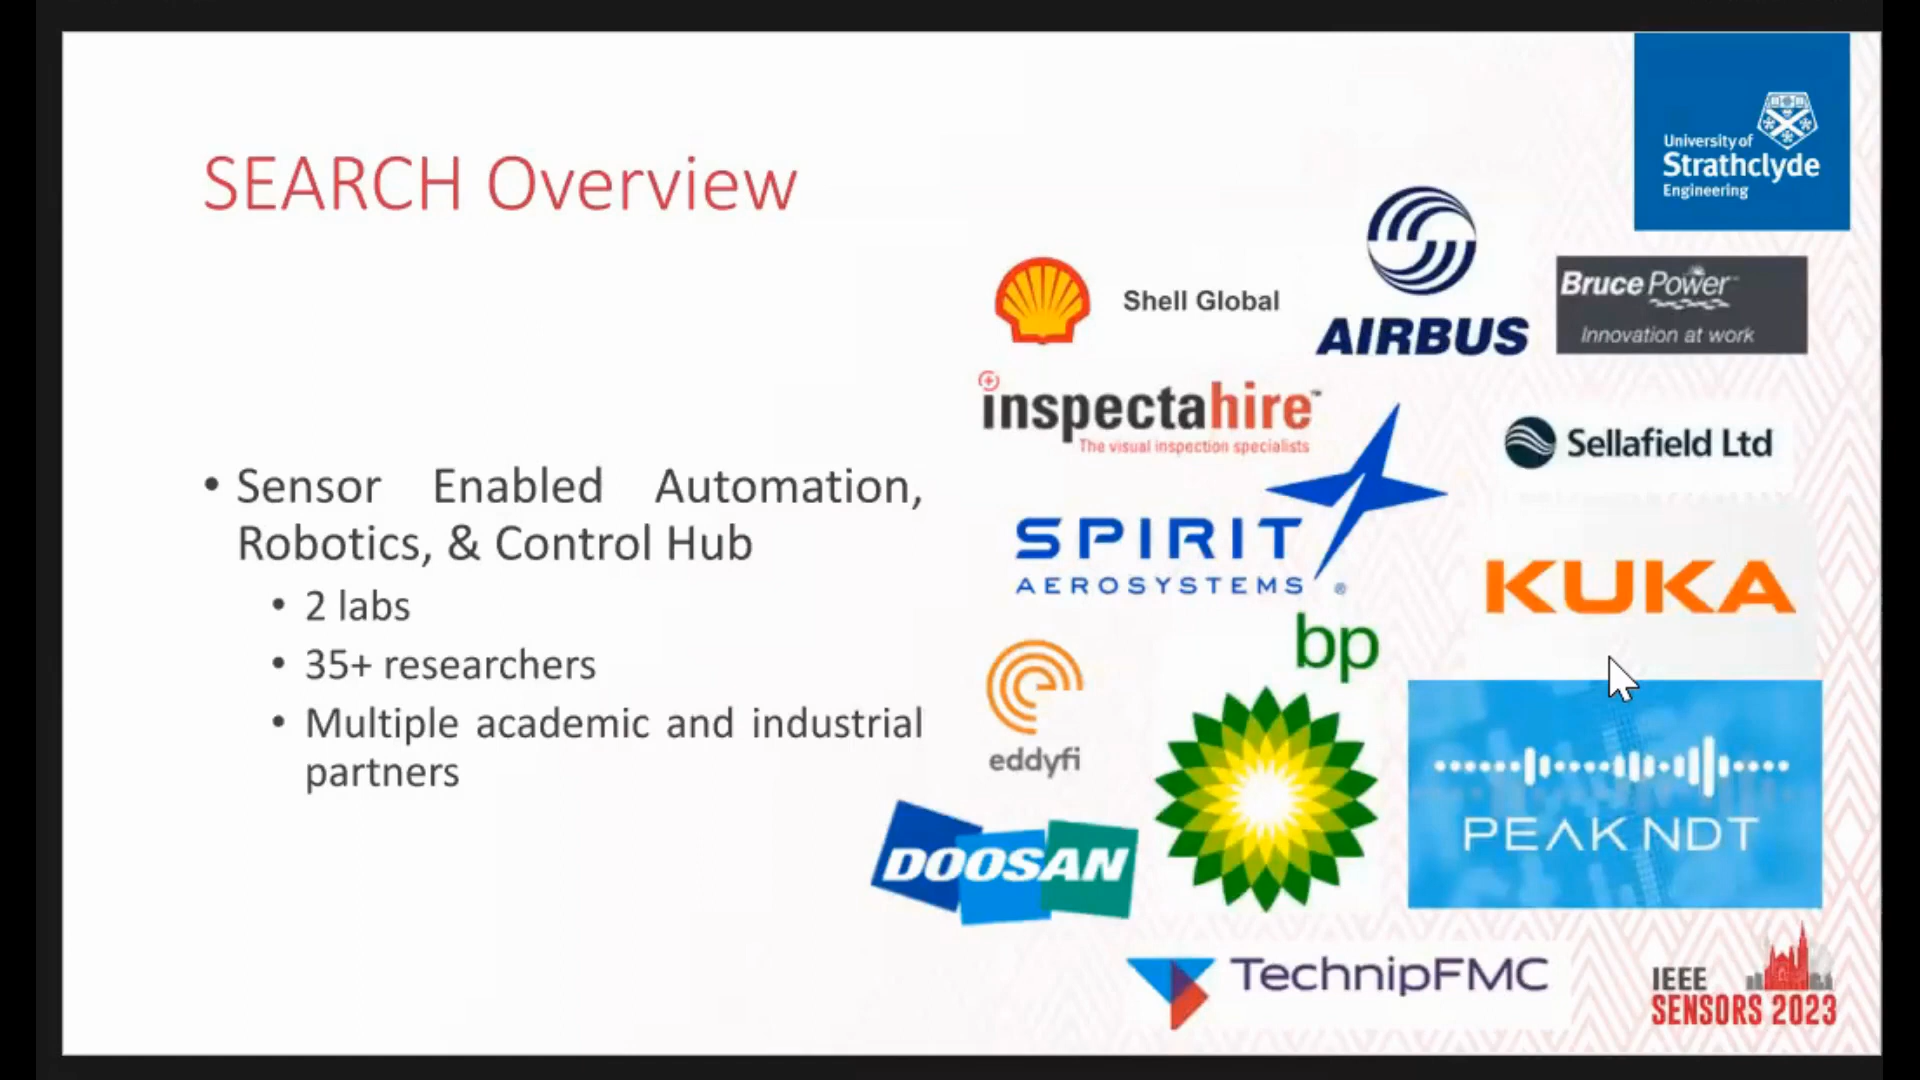 University of
Strathclyde
Engineering
SEARCH Overview
Shell Global
AIRBUS
Bruce Power™
Innovation at work
inspectahire™
The visual inspection specialists
Sellafield Ltd
• Sensor Enabled Automation,
Robotics, & Control Hub
SPIRIT
AEROSYSTEMS ®
KUKA
• 2 labs
• 35+ researchers
• Multiple academic and industrial
partners
bp
eddyfi
PEAK NDT
DOOSAN
TechnipFMC
IEEE
SENSORS 2023